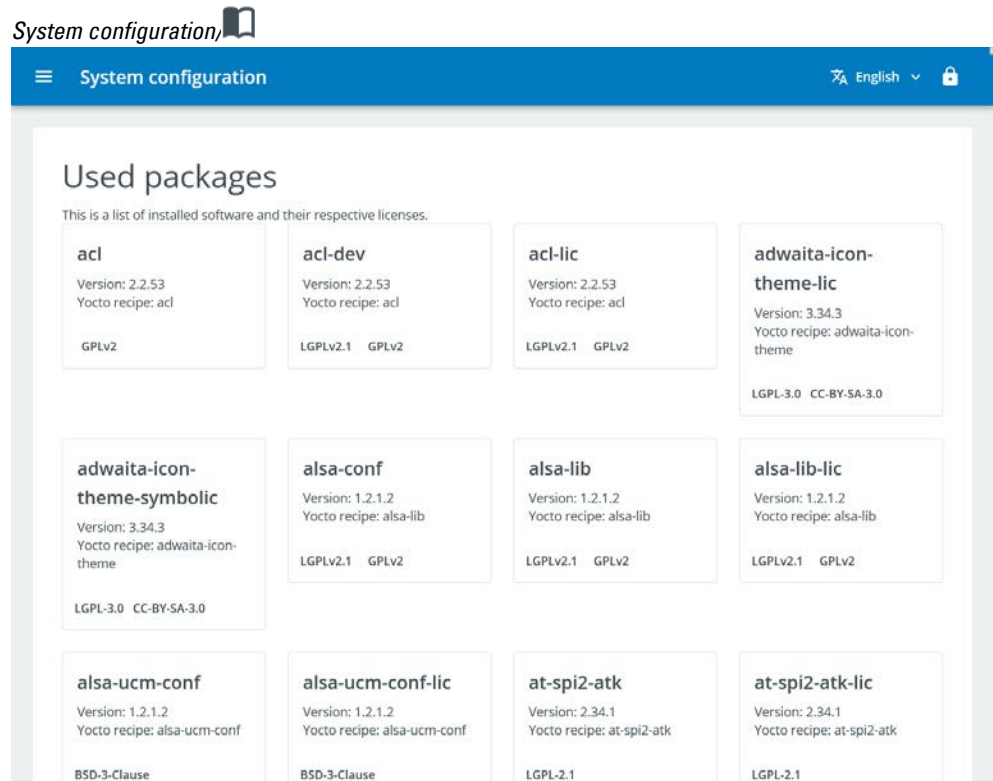 System configuration/
System configuration
English
Used packages
This is a list of installed software and their respective licenses.
acl
Version: 2.2.53
Yocto recipe: acl
GPLv2
acl-dev
Version: 2.2.53
Yocto recipe: acl
LGPLv2.1 GPLv2
acl-lic
Version: 2.2.53
Yocto recipe: acl
LGPLv2.1 GPLv2
adwaita-icon-
theme-lic
Version: 3.34.3
Yocto recipe: adwaita-icon-
theme
LGPL-3.0 CC-BY-SA-3.0
adwaita-icon-
theme-symbolic
Version: 3.34.3
Yocto recipe: adwaita-icon-
theme
LGPL-3.0 CC-BY-SA-3.0
alsa-conf
Version: 1.2.1.2
Yocto recipe: alsa-lib
LGPLv2.1 GPLv2
alsa-lib
Version: 1.2.1.2
Yocto recipe: alsa-lib
LGPLv2.1 GPLv2
alsa-lib-lic
Version: 1.2.1.2
Yocto recipe: alsa-lib
LGPLv2.1 GPLv2
alsa-ucm-conf
Version: 1.2.1.2
Yocto recipe: alsa-ucm-conf
BSD-3-Clause
alsa-ucm-conf-lic
Version: 1.2.1.2
Yocto recipe: alsa-ucm-conf
BSD-3-Clause
at-spi2-atk
Version: 2.34.1
Yocto recipe: at-spi2-atk
LGPL-2.1
at-spi2-atk-lic
Version: 2.34.1
Yocto recipe: at-spi2-atk
LGPL-2.1